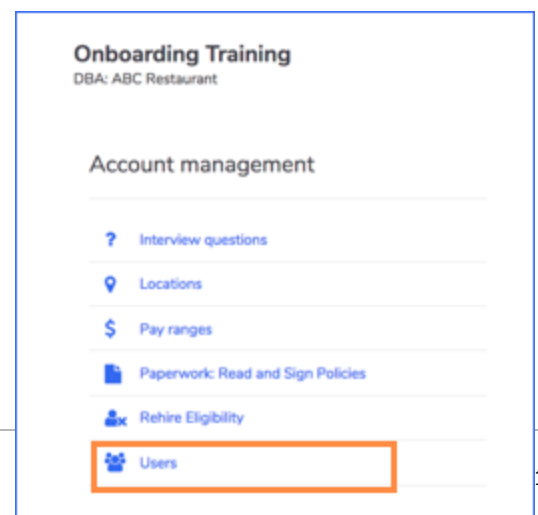 Onboarding Training
DBA: ABC Restaurant
Account management
? Interview questions
Locations
$ Pay ranges
Paperwork: Read and Sign Policies
Rehire Eligibility
Users